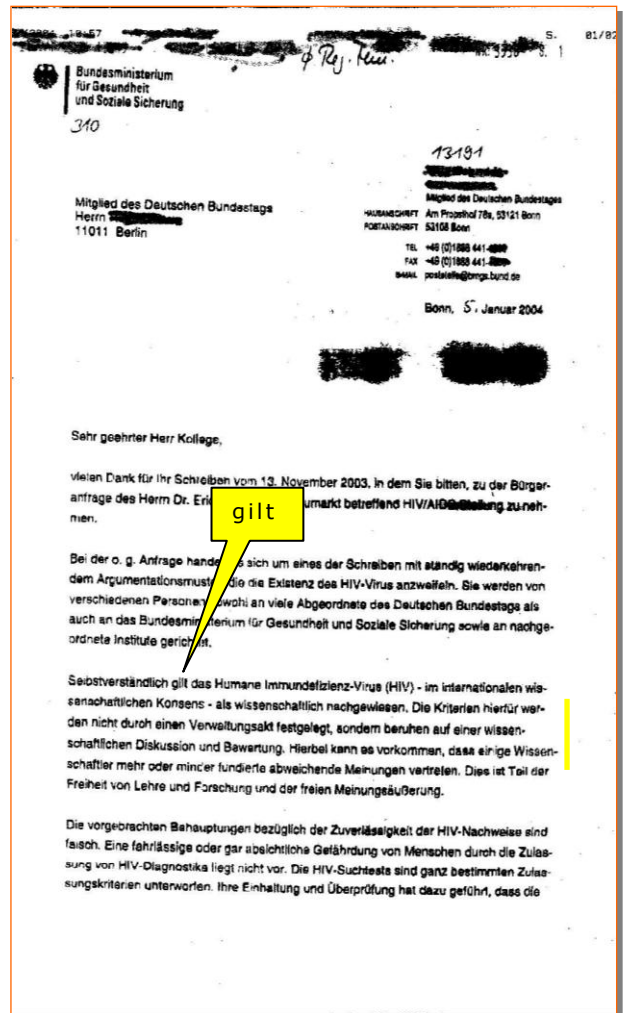 10:57
S. 01/02
S. 1
Bundesministerium
für Gesundheit
und Soziale Sicherung
310
13191
Mitglied des Deutschen Bundestages
Mitglied des Deutschen Bundestags
Herrn
11011 Berlin
HAUSANSCHRIFT Am Propsthof 78a, 53121 Bonn
POSTANSCHRIFT 53108 Bonn
TEL +49 (0)1888 441-
FAX +49 (0)1888 441-
E-MAIL poststelle@bmgs.bund.de
Bonn, 5. Januar 2004
Sehr geehrter Herr Kollege,
vielen Dank für Ihr Schreiben vom 13. November 2003, in dem Sie bitten, zu der Bürger-
anfrage des Herrn Dr. umarkt betreffend HIV/AIDS Stellung zu neh-
men.
gilt
Bei der o. g. Anfrage sich um eines der Schreiben mit ständig wiederkehren-
dem Argumentationsmuster die die Existenz des HIV-Virus anzweifeln. Sie werden von
verschiedenen Personen sowohl an viele Abgeordnete des Deutschen Bundestags als
auch an das Bundesministerium für Gesundheit und Soziale Sicherung sowie an nachge-
ordnete Institute gerichtet.
Selbstverständlich gilt das Humane Immundefizienz-Virus (HIV) - im internationalen wis-
senschaftlichen Konsens - als wissenschaftlich nachgewiesen. Die Kriterien hierfür wer-
den nicht durch einen Verwaltungsakt festgelegt, sondern beruhen auf einer wissen-
schaftlichen Diskussion und Bewertung. Hierbei kann es vorkommen, dass einige Wissen-
schaftler mehr oder minder fundierte abweichende Meinungen vertreten. Dies ist Teil der
Freiheit von Lehre und Forschung und der freien Meinungsäußerung.
Die vorgebrachten Behauptungen bezüglich der Zuverlässigkeit der HIV-Nachweise sind
falsch. Eine fahrlässige oder gar absichtliche Gefährdung von Menschen durch die Zulas-
sung von HIV-Diagnostika liegt nicht vor. Die HIV-Suchtests sind ganz bestimmten Zulas-
sungskriterien unterworfen. Ihre Einhaltung und Überprüfung hat dazu geführt, dass die